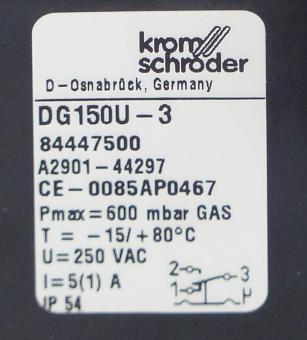 krom//
schroder
D-Osnabrück, Germany
DG150U-3
84447500
A2901-44297
CE-0085AP0467
Pmax=600 mbar GAS
T = -15/+80°C
U=250 VAC
I=5(1) A
IP 54
2
3
1
μ